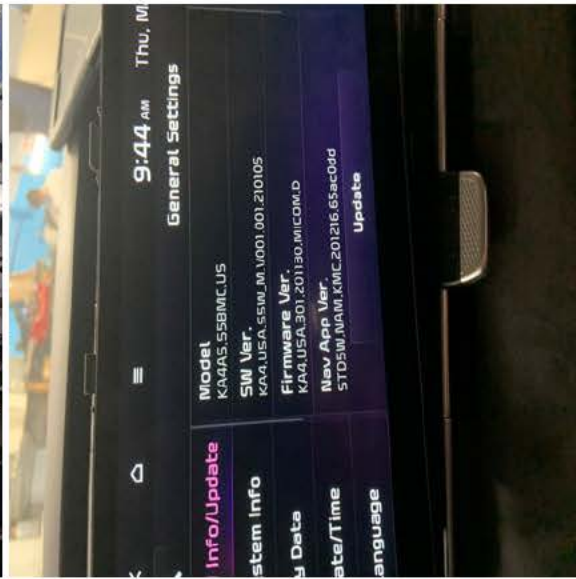 9:44 AM Thu, M
General Settings
Info/Update
stem Info
y Data
ate/Time
anguage
Model
KA4AS.S5BMC.US
SW Ver.
KA4.USA.S5W_M.V001.001.210105
Firmware Ver.
KA4.USA.301.201130.MICOM.D
Nav App Ver.
STD5W.NAM.KMC.201216.65ac0dd
Update